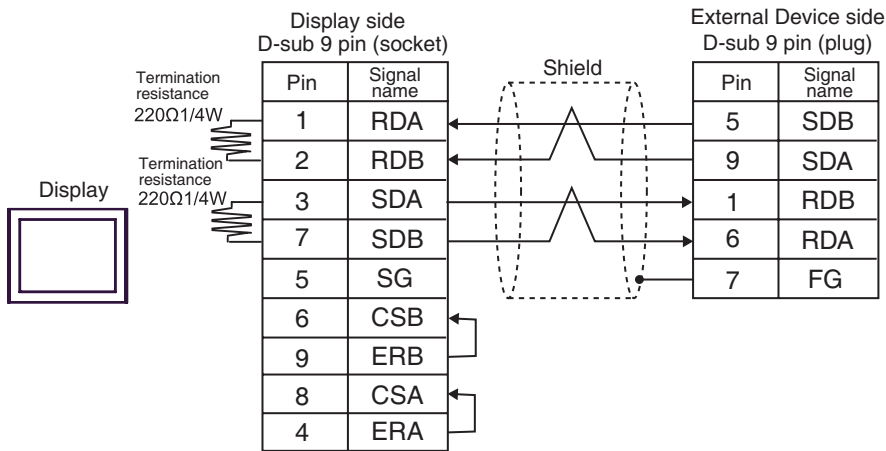 Display side
D-sub 9 pin (socket)
External Device side
D-sub 9 pin (plug)
Termination
resistance
220Ω1/4W
Termination
resistance
220Ω1/4W
Display
Shield
Pin Signal name
1 RDA
2 RDB
3 SDA
7 SDB
5 SG
6 CSB
9 ERB
8 CSA
4 ERA
Pin Signal name
5 SDB
9 SDA
1 RDB
6 RDA
7 FG